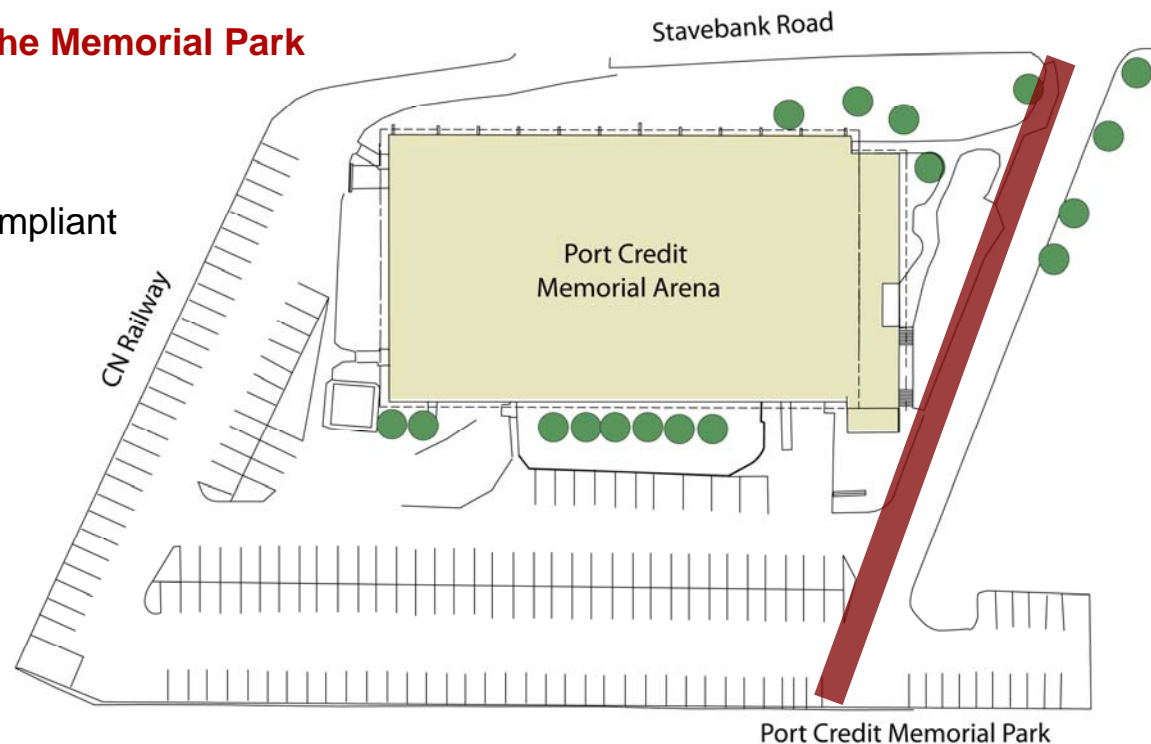 Stavebank Road
he Memorial Park
mpliant
Port Credit
Memorial Arena
CN Railway
Port Credit Memorial Park